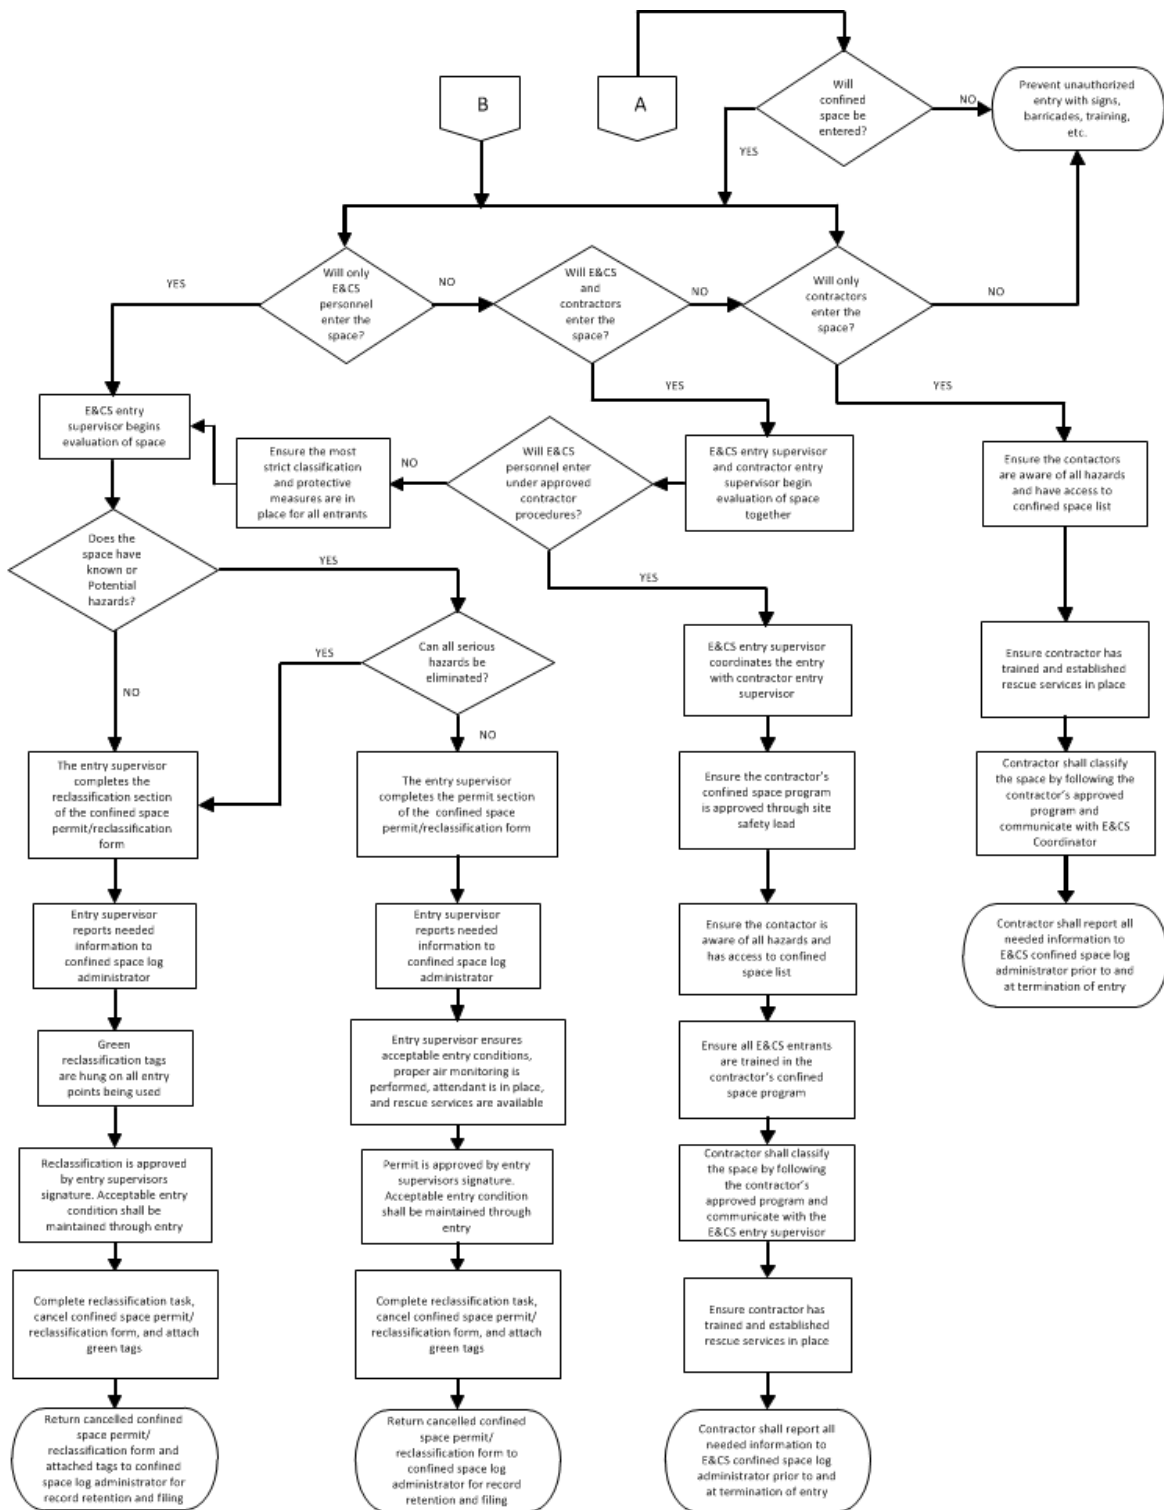 B
A
Will
confined
space be
entered?
NO
Prevent unauthorized
entry with signs,
barricades, training,
etc.
YES
Will only
E&CS
personnel
enter the
space?
YES
NO
Will E&CS
and
contractors
enter the
space?
NO
Will only
contractors
enter the
space?
NO
YES
YES
E&CS entry
supervisor begins
evaluation of space
Ensure the most
strict classification
and protective
measures are in
place for all entrants
NO
Will E&CS
personnel enter
under approved
contractor
procedures?
E&CS entry supervisor
and contractor entry
supervisor begin
evaluation of space
together
Ensure the contactors
are aware of all hazards
and have access to
confined space list
Does the
space have
known or
Potential
hazards?
YES
YES
NO
Can all serious
hazards be
eliminated?
YES
NO
E&CS entry supervisor
coordinates the entry
with contractor entry
supervisor
Ensure contractor has
trained and established
rescue services in place
The entry supervisor
completes the
reclassification section
of the confined space
permit/reclassification
form
The entry supervisor
completes the permit section
of the confined space
permit/reclassification form
Ensure the contractor's
confined space program
is approved through site
safety lead
Contractor shall classify
the space by following the
contractor's approved
program and
communicate with E&CS
Coordinator
Entry supervisor
reports needed
information to
confined space log
administrator
Entry supervisor
reports needed
information to
confined space log
administrator
Ensure the contactor is
aware of all hazards and
has access to confined
space list
Contractor shall report all
needed information to
E&CS confined space log
administrator prior to and
at termination of entry
Green
reclassification tags
are hung on all entry
points being used
Entry supervisor ensures
acceptable entry conditions,
proper air monitoring is
performed, attendant is in place,
and rescue services are available
Ensure all E&CS entrants
are trained in the
contractor's confined
space program
Reclassification is approved
by entry supervisors
signature. Acceptable entry
condition shall be
maintained through entry
Permit is approved by entry
supervisors signature.
Acceptable entry condition
shall be maintained through
entry
Contractor shall classify
the space by following
the contractor's
approved program and
communicate with the
E&CS entry supervisor
Complete reclassification task,
cancel confined space permit/
reclassification form, and attach
green tags
Complete reclassification task,
cancel confined space permit/
reclassification form, and attach
green tags
Ensure contractor has
trained and established
rescue services in place
Return cancelled confined
space permit/
reclassification form and
attached tags to confined
space log administrator for
record retention and filing
Return cancelled confined
space permit/
reclassification form to
confined space log
administrator for record
retention and filing
Contractor shall report all
needed information to
E&CS confined space log
administrator prior to and
at termination of entry